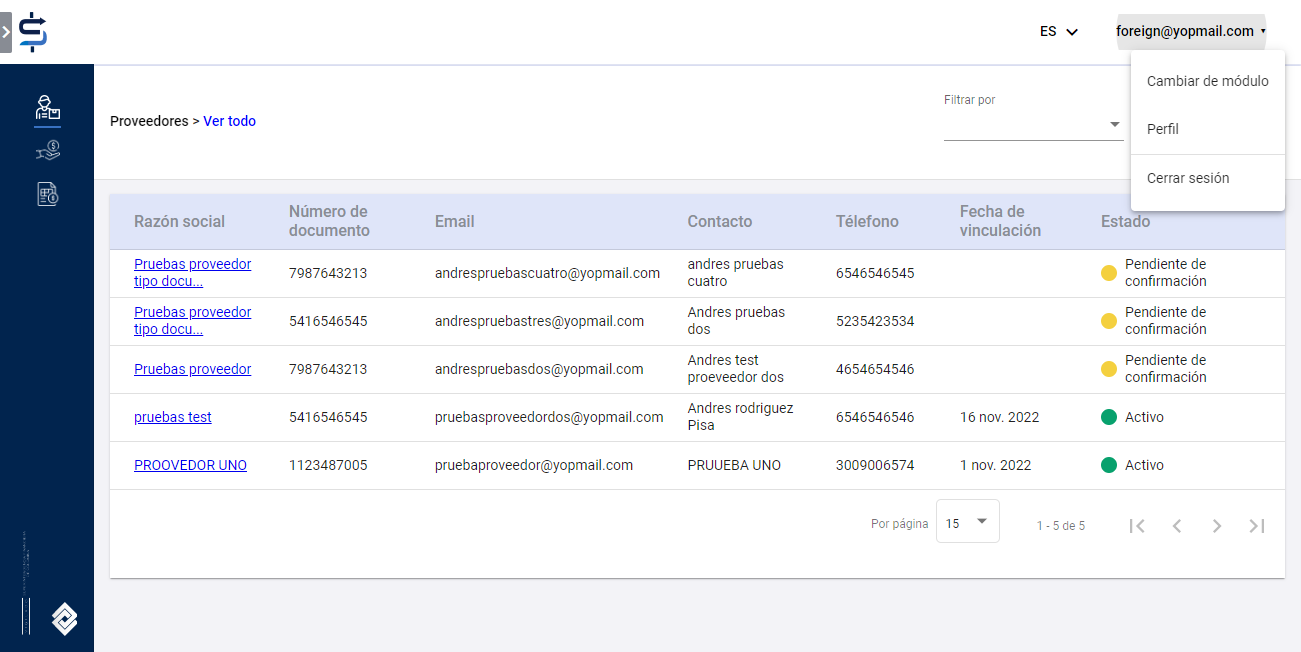 ES
foreign@yopmail.com
Cambiar de módulo
Perfil
Cerrar sesión
Filtrar por
Proveedores > Ver todo
Razón social
Número de
documento
Email
Contacto
Télefono
Fecha de
vinculación
Estado
Pruebas proveedor
tipo docu...
7987643213
andrespruebascuatro@yopmail.com
andres pruebas
cuatro
6546546545
Pendiente de
confirmación
Pruebas proveedor
tipo docu...
5416546545
andrespruebastres@yopmail.com
Andres pruebas
dos
5235423534
Pendiente de
confirmación
Pruebas proveedor
7987643213
andrespruebasdos@yopmail.com
Andres test
proeveedor dos
4654654546
Pendiente de
confirmación
pruebas test
5416546545
pruebasproveedordos@yopmail.com
Andres rodriguez
Pisa
6546546546
16 nov. 2022
Activo
PROOVEDOR UNO
1123487005
pruebaproveedor@yopmail.com
PRUUEBA UNO
3009006574
1 nov. 2022
Activo
Por página
15
1 - 5 de 5